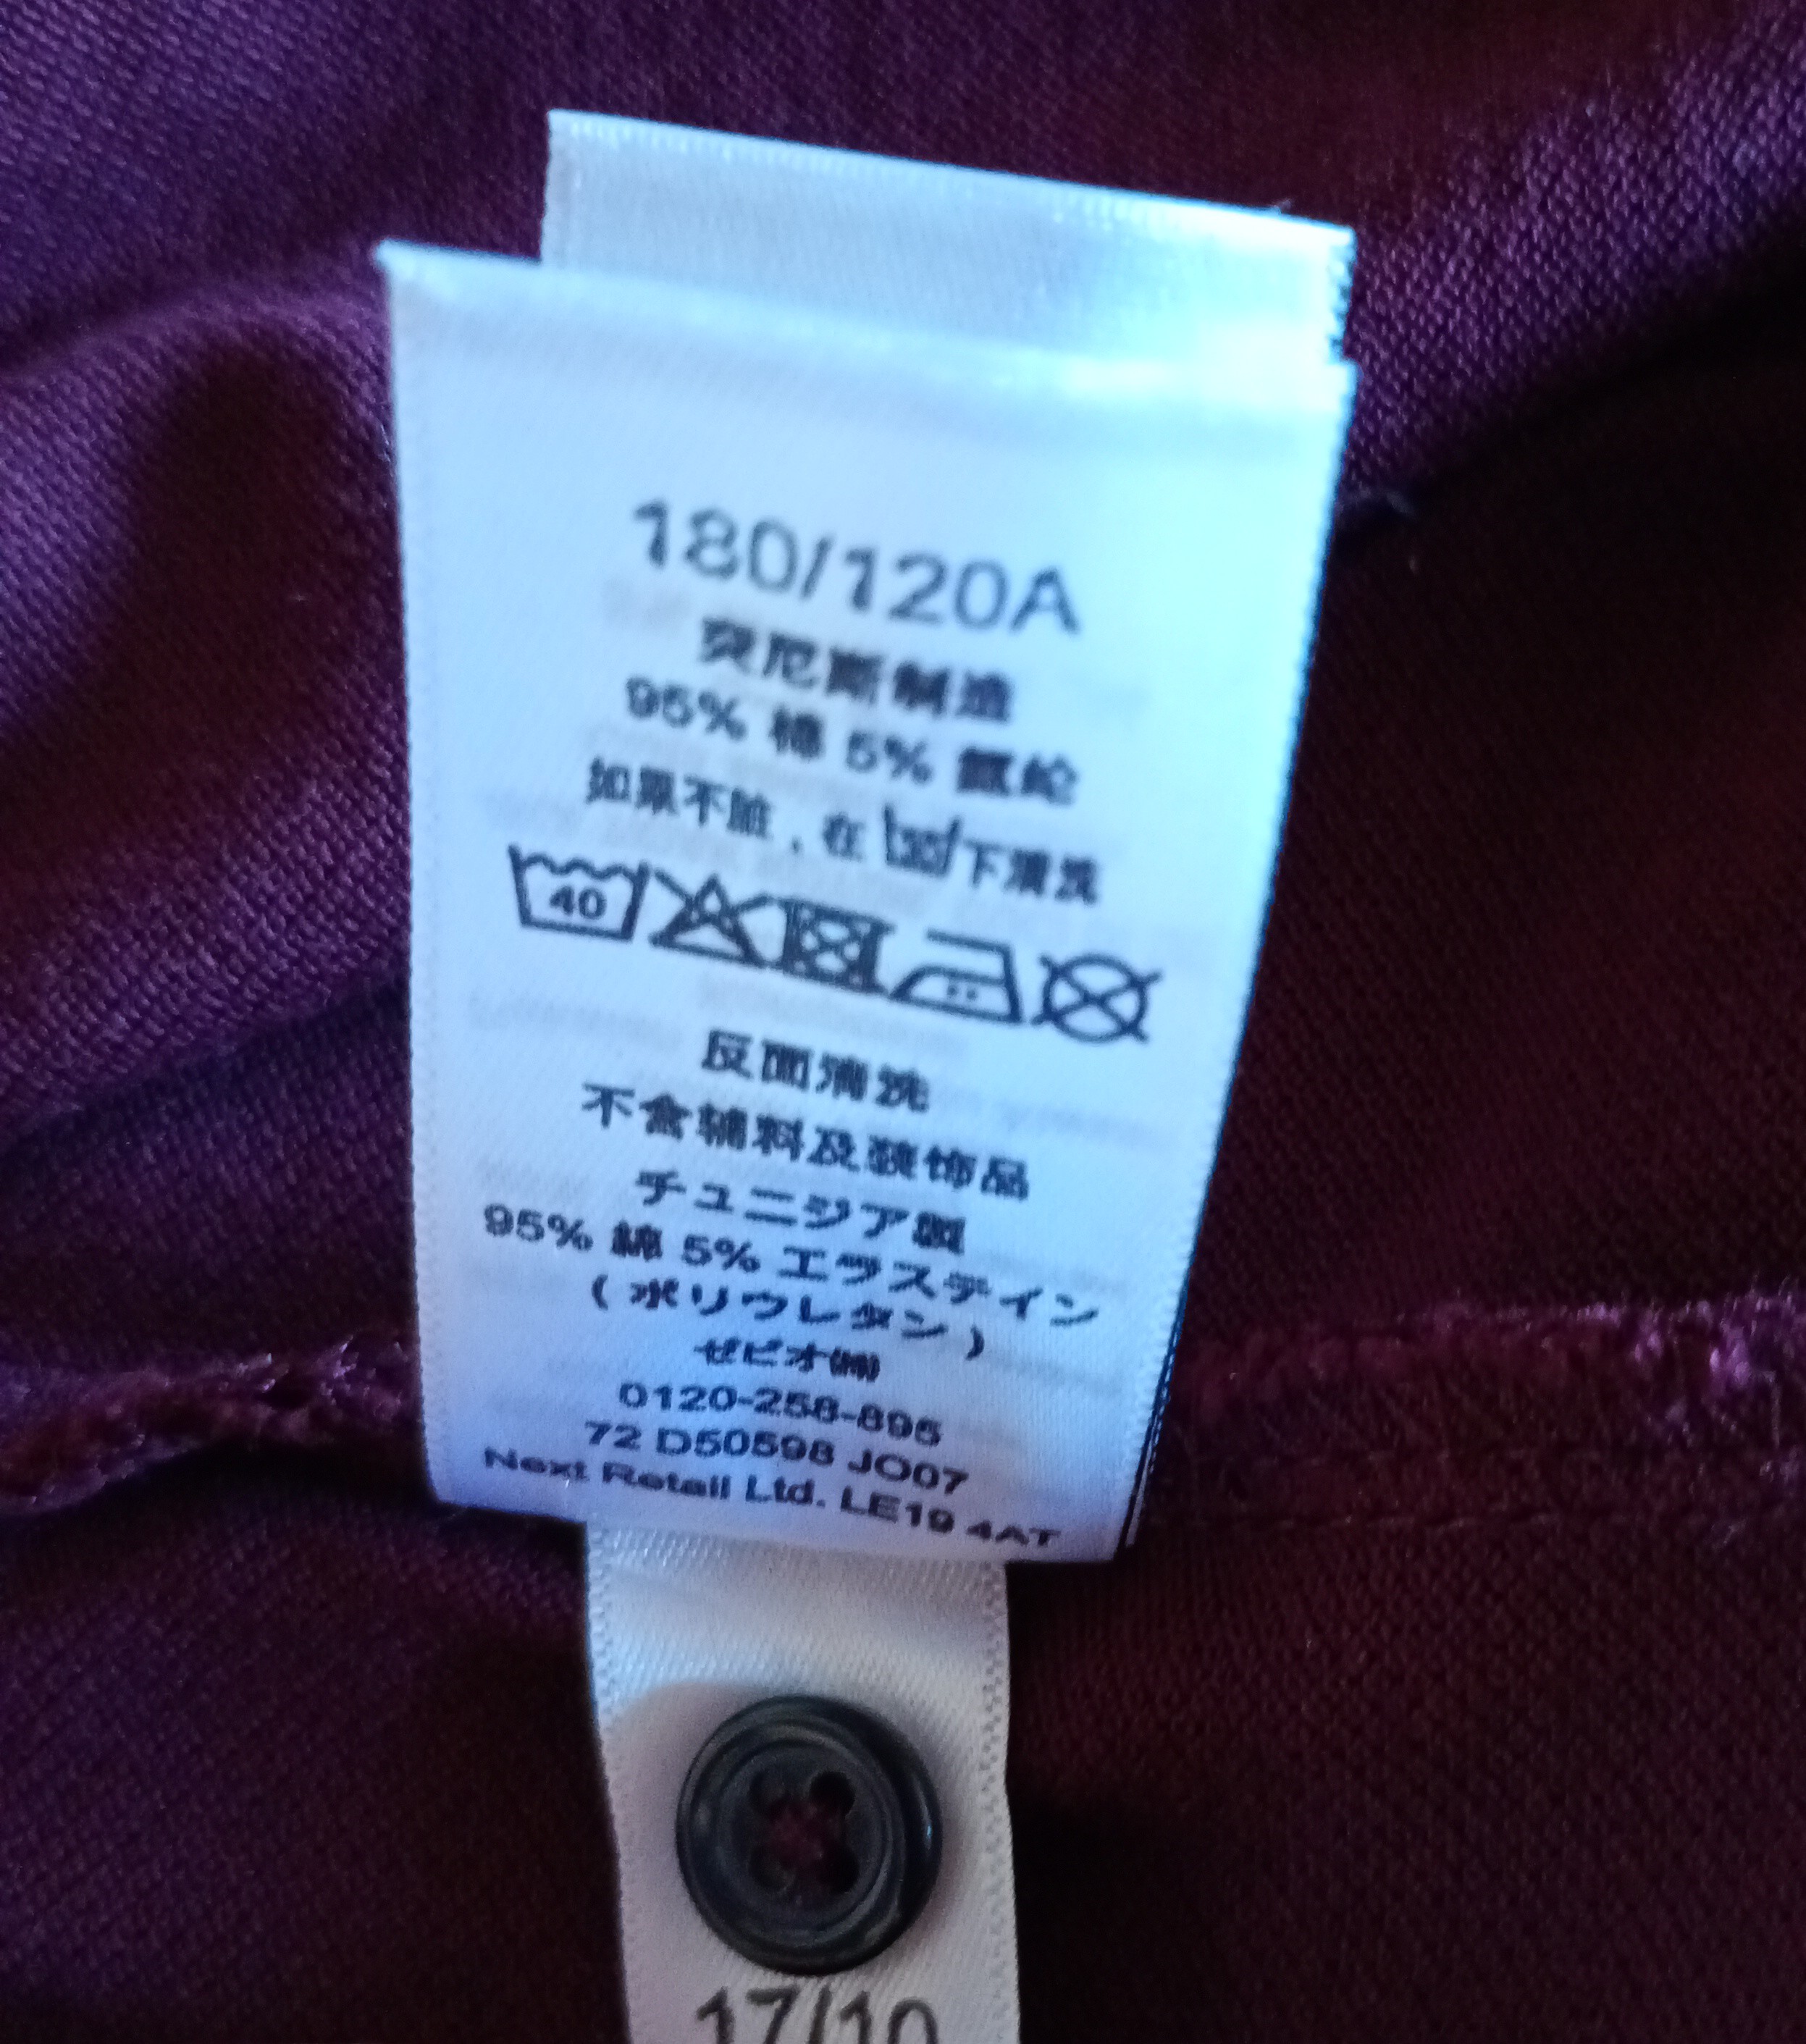 180/120A
突尼斯制造
95% 棉 5% 氨纶
如果不脏，在 30 下清洗
40
反面清洗
不含辅料及装饰品
チュニジア製
95% 綿 5% エラステイン
( ポリウレタン )
ゼビオ㈱
0120-258-895
72 D50598 JO07
Next Retail Ltd. LE19 4AT
17/10